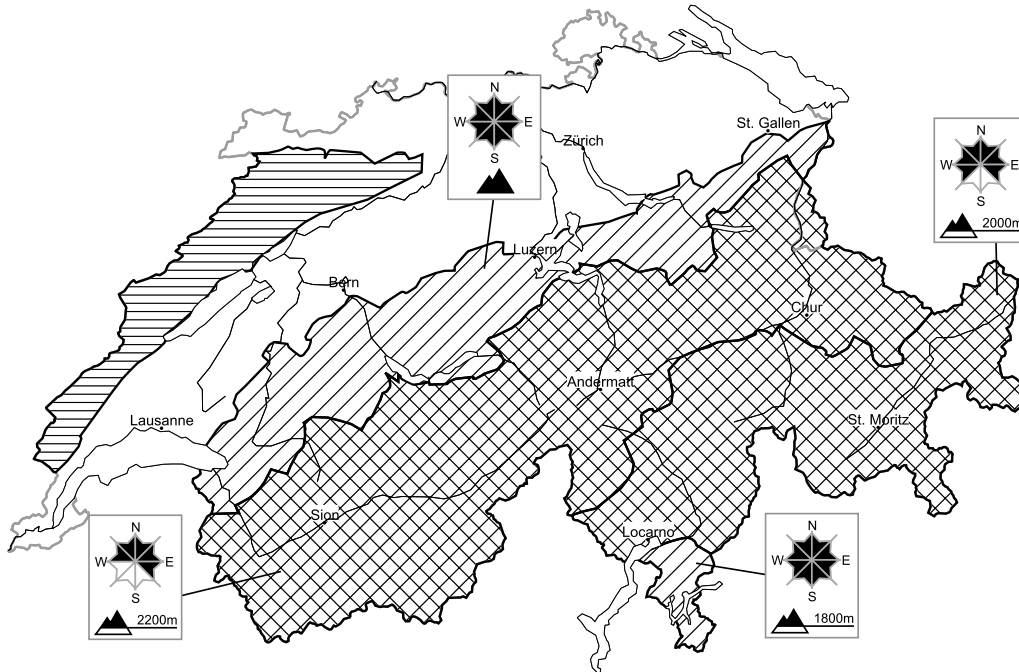 N
W E
S
Zürich
St. Gallen
N
W E
S
2000m
Luzern
Bern
Chur
Andermatt
Lausanne
St. Moritz
Sion
Locarno
N
W E
S
2200m
N
W E
S
1800m